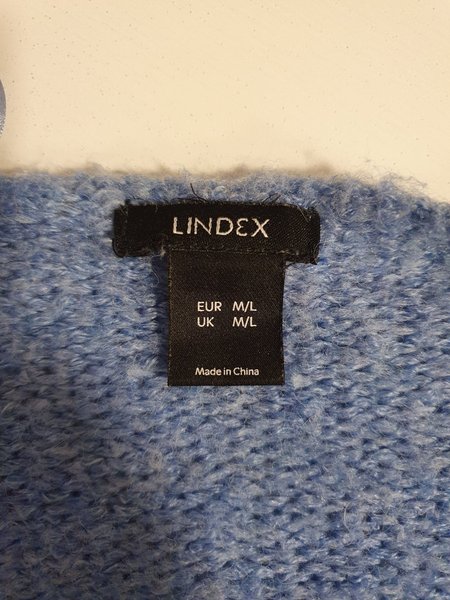 LINDEX
EUR M/L
UK M/L
Made in China